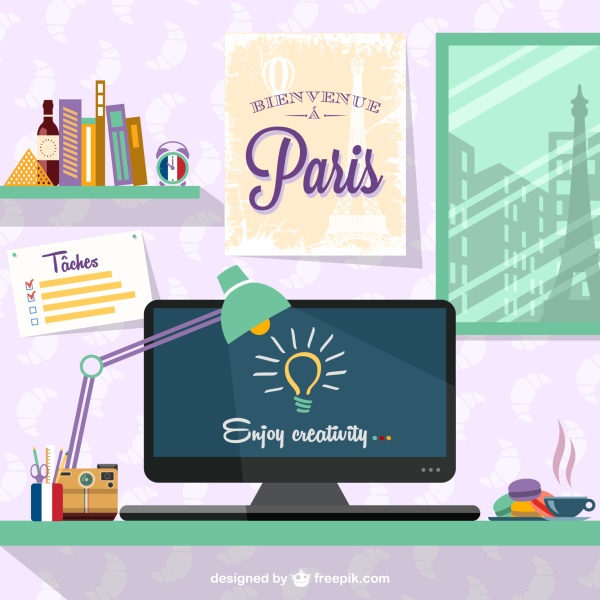 BIENVENUE
Á
Paris
Tâches
Enjoy creativity
designed by freepik.com